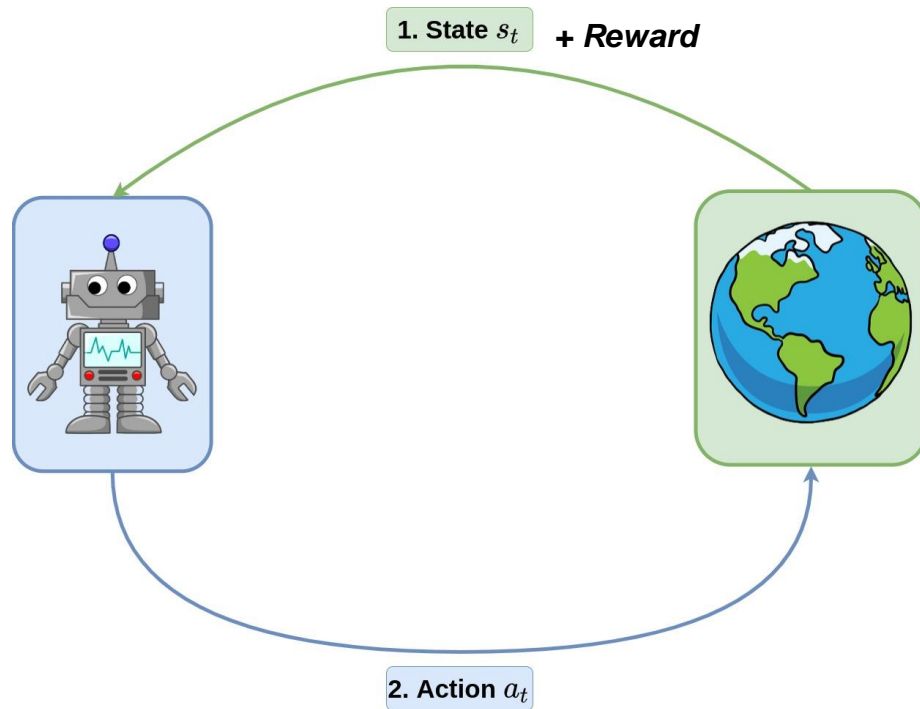 1. State $s_t$ + Reward
2. Action $a_t$